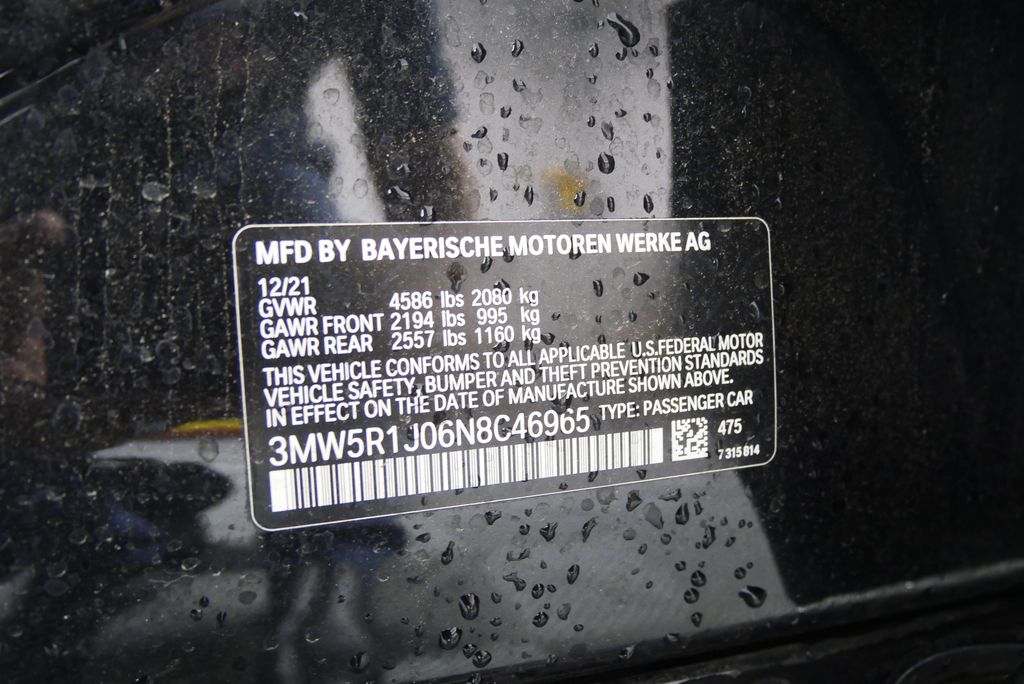 MFD BY BAYERISCHE MOTOREN WERKE AG
12/21
GVWR 4586 lbs 2080 kg
GAWR FRONT 2194 lbs 995 kg
GAWR REAR 2557 lbs 1160 kg
THIS VEHICLE CONFORMS TO ALL APPLICABLE U.S.FEDERAL MOTOR
VEHICLE SAFETY, BUMPER AND THEFT PREVENTION STANDARDS
IN EFFECT ON THE DATE OF MANUFACTURE SHOWN ABOVE.
3MW5R1J06N8C46965 TYPE: PASSENGER CAR
475
7 315 814